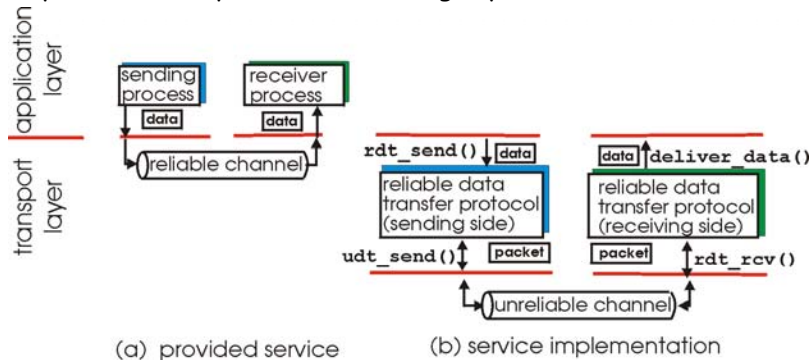 application
layer
transport
layer
sending
process
receiver
process
data
data
reliable channel
(a) provided service
rdt_send()
data
data
deliver_data()
reliable data
transfer protocol
(sending side)
reliable data
transfer protocol
(receiving side)
udt_send()
packet
packet
rdt_rcv()
unreliable channel
(b) service implementation